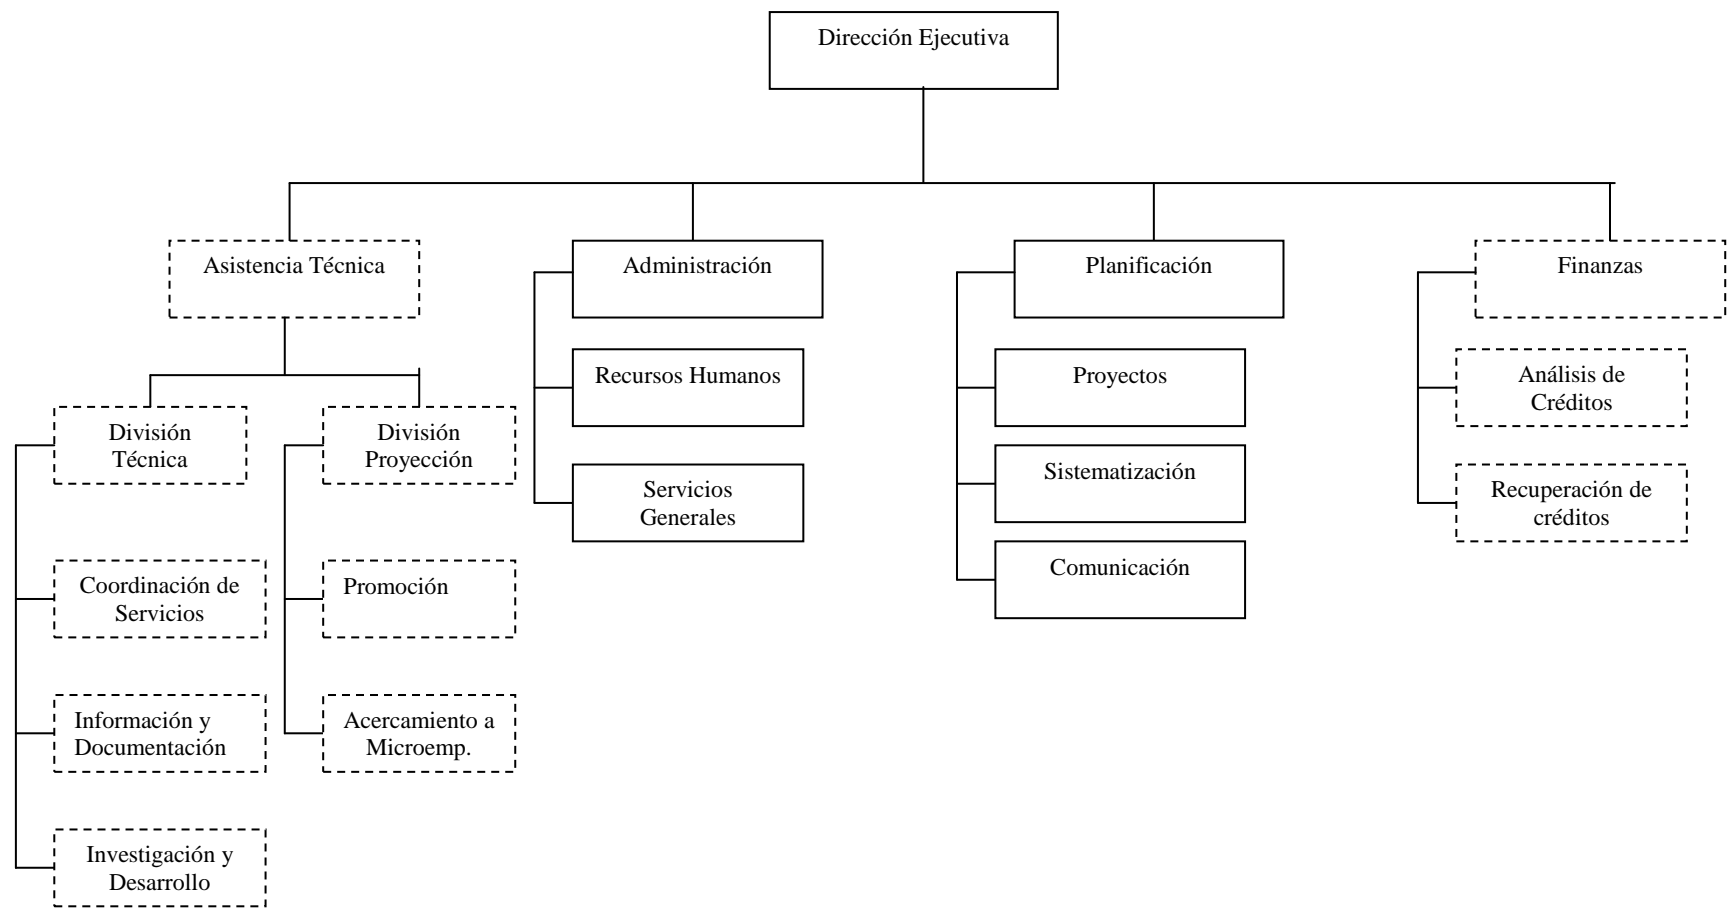 Dirección Ejecutiva
Asistencia Técnica
Administración
Planificación
Finanzas
Recursos Humanos
Proyectos
Análisis de
Créditos
División
Técnica
División
Proyección
Servicios
Generales
Sistematización
Recuperación de
créditos
Coordinación de
Servicios
Promoción
Comunicación
Información y
Documentación
Acercamiento a
Microemp.
Investigación y
Desarrollo